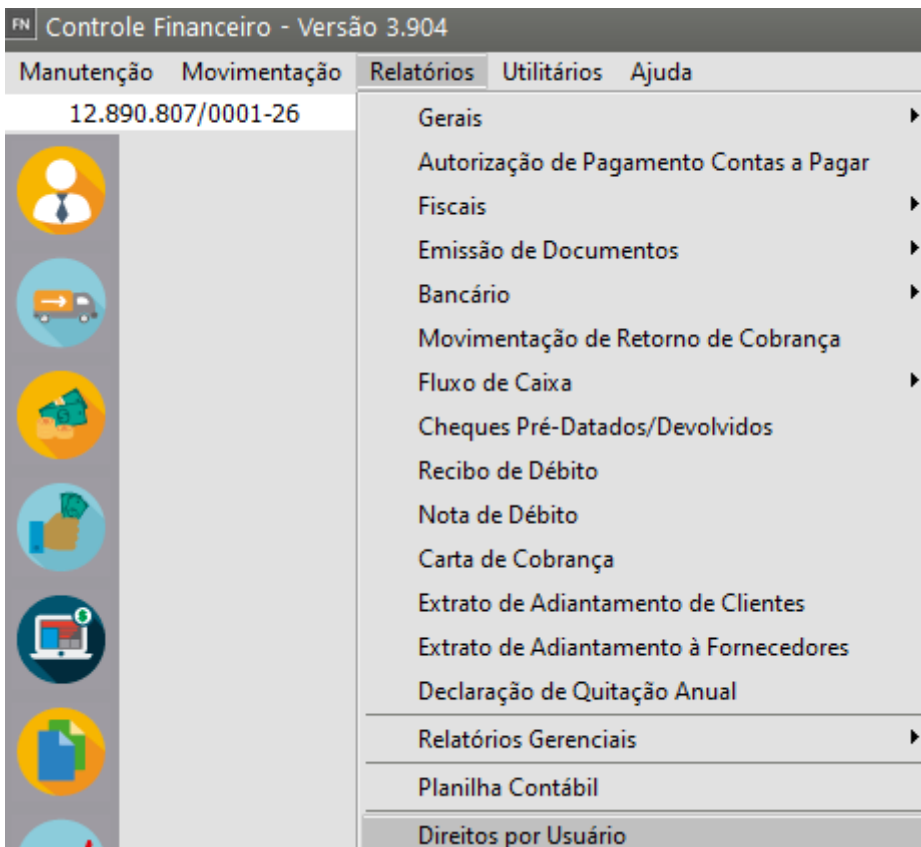 FN Controle Financeiro - Versão 3.904
Manutenção Movimentação Relatórios Utilitários Ajuda
12.890.807/0001-26
Gerais
Autorização de Pagamento Contas a Pagar
Fiscais
Emissão de Documentos
Bancário
Movimentação de Retorno de Cobrança
Fluxo de Caixa
Cheques Pré-Datados/Devolvidos
Recibo de Débito
Nota de Débito
Carta de Cobrança
Extrato de Adiantamento de Clientes
Extrato de Adiantamento à Fornecedores
Declaração de Quitação Anual
Relatórios Gerenciais
Planilha Contábil
Direitos por Usuário